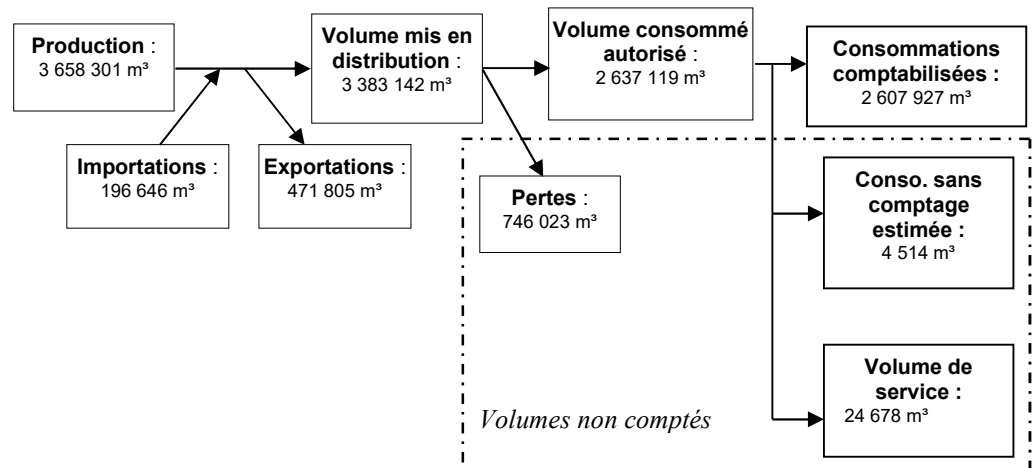 Production :
3 658 301 m³
Volume mis en
distribution :
3 383 142 m³
Volume consommé
autorisé :
2 637 119 m³
Consommations
comptabilisées :
2 607 927 m³
Importations :
196 646 m³
Exportations :
471 805 m³
Pertes :
746 023 m³
Conso. sans
comptage
estimée :
4 514 m³
Volume de
service :
24 678 m³
Volumes non comptés